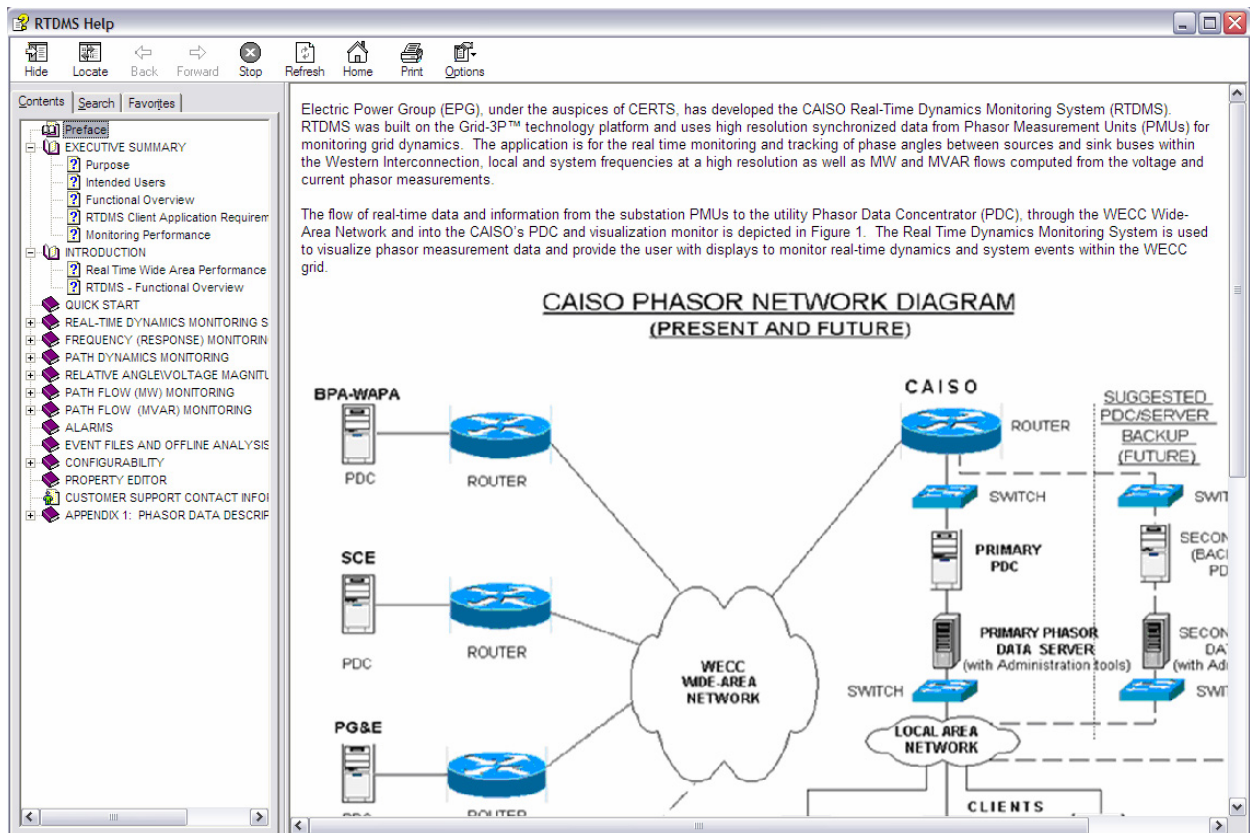 RTDMS Help
Hide Locate Back Forward Stop Refresh Home Print Options
Contents Search Favorites
Preface
EXECUTIVE SUMMARY
Purpose
Intended Users
Functional Overview
RTDMS Client Application Requirem
Monitoring Performance
INTRODUCTION
Real Time Wide Area Performance
RTDMS - Functional Overview
QUICK START
REAL-TIME DYNAMICS MONITORING S
FREQUENCY (RESPONSE) MONITORIN
PATH DYNAMICS MONITORING
RELATIVE ANGLE\VOLTAGE MAGNITU
PATH FLOW (MW) MONITORING
PATH FLOW (MVAR) MONITORING
ALARMS
EVENT FILES AND OFFLINE ANALYSIS
CONFIGURABILITY
PROPERTY EDITOR
CUSTOMER SUPPORT CONTACT INFO
APPENDIX 1: PHASOR DATA DESCRIP
Electric Power Group (EPG), under the auspices of CERTS, has developed the CAISO Real-Time Dynamics Monitoring System (RTDMS).
RTDMS was built on the Grid-3P™ technology platform and uses high resolution synchronized data from Phasor Measurement Units (PMUs) for
monitoring grid dynamics. The application is for the real time monitoring and tracking of phase angles between sources and sink buses within
the Western Interconnection, local and system frequencies at a high resolution as well as MW and MVAR flows computed from the voltage and
current phasor measurements.
The flow of real-time data and information from the substation PMUs to the utility Phasor Data Concentrator (PDC), through the WECC Wide-
Area Network and into the CAISO's PDC and visualization monitor is depicted in Figure 1. The Real Time Dynamics Monitoring System is used
to visualize phasor measurement data and provide the user with displays to monitor real-time dynamics and system events within the WECC
grid.
CAISO PHASOR NETWORK DIAGRAM
(PRESENT AND FUTURE)
BPA-WAPA
PDC
ROUTER
CAISO
ROUTER
SUGGESTED
PDC/SERVER
BACKUP
(FUTURE)
SWITCH
SWIT
PRIMARY
PDC
SECON
(BAC
PD
SCE
PDC
ROUTER
WECC
WIDE-AREA
NETWORK
PRIMARY PHASOR
DATA SERVER
(with Administration tools)
SECON
DA
(with Ad
SWITCH
SWIT
PG&E
LOCAL AREA
NETWORK
CLIENTS
PDC
ROUTER